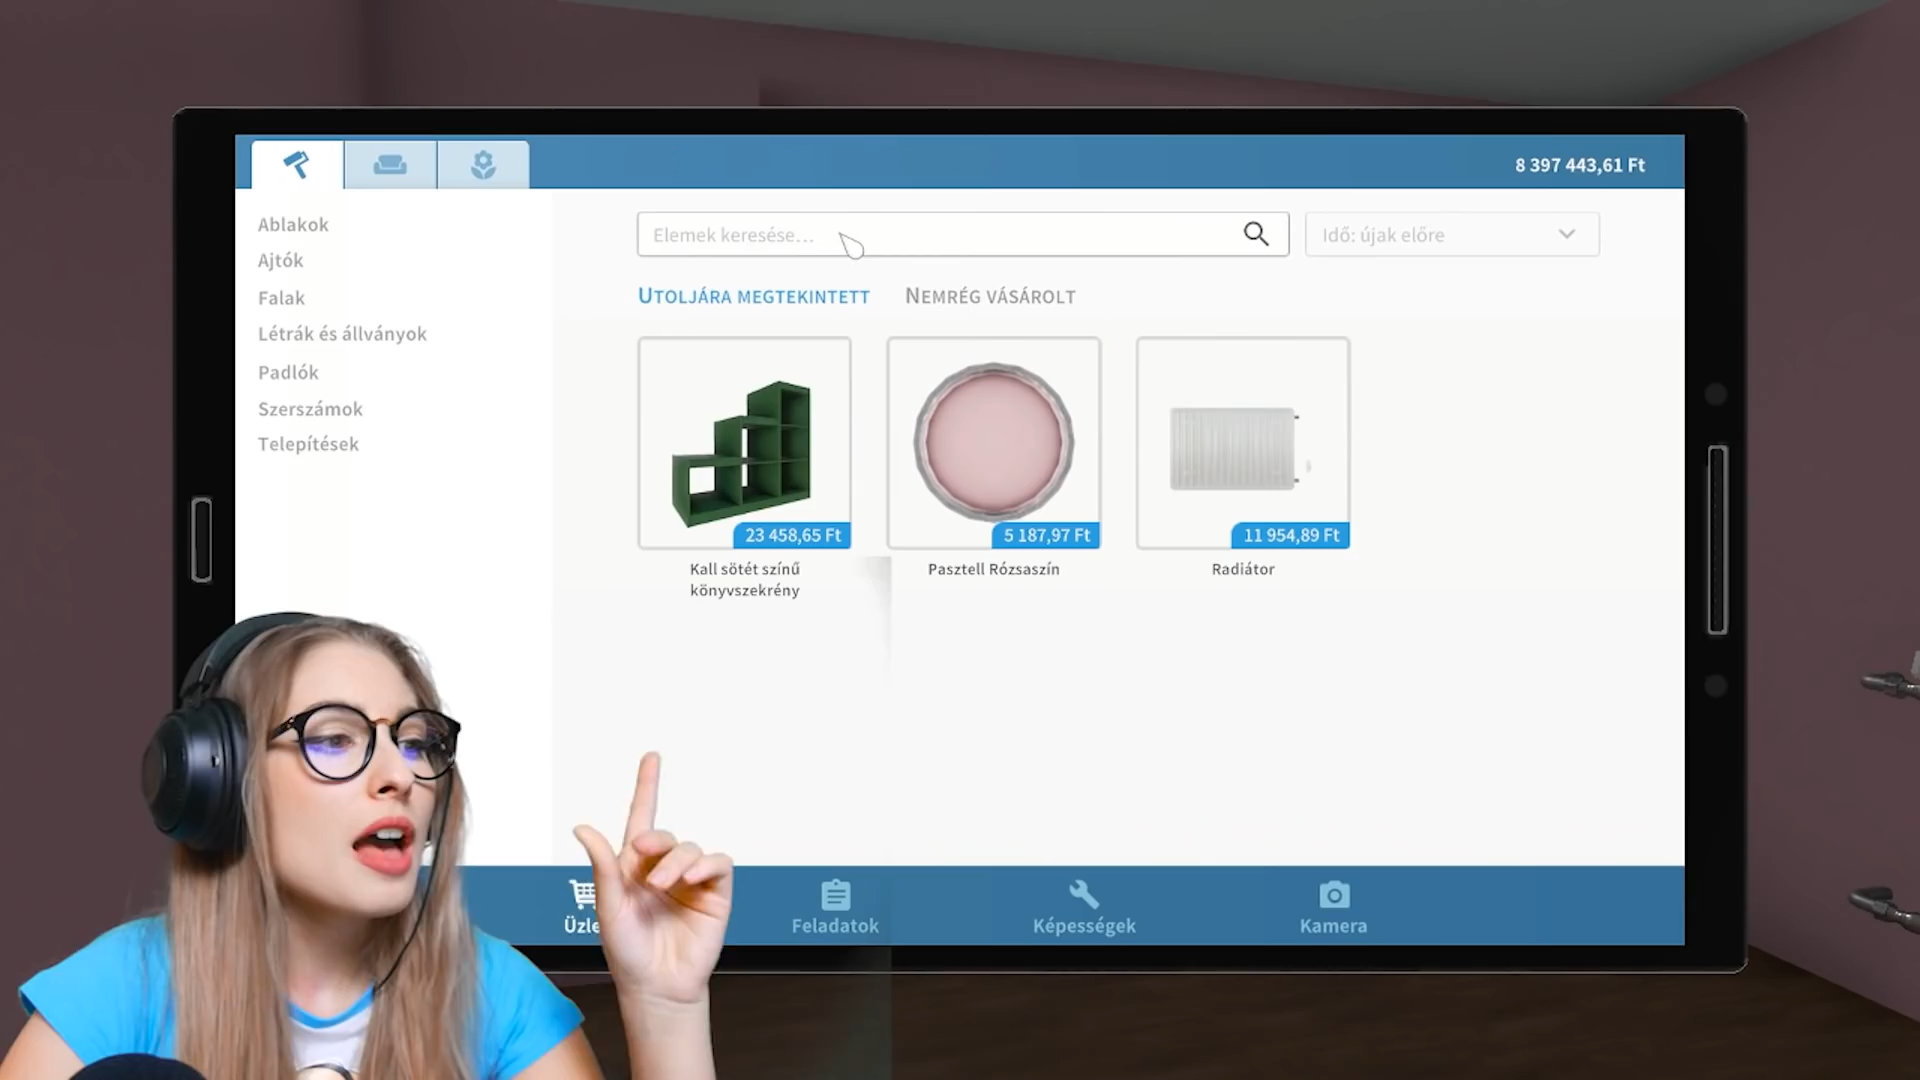 8 397 443,61 Ft
Ablakok
Ajtók
Falak
Létrák és állványok
Padlók
Szerszámok
Telepítések
Elemek keresése...
Idő: újak előre
UTOLJÁRA MEGTEKINTETT
NEMRÉG VÁSÁROLT
23 458,65 Ft
5 187,97 Ft
11 954,89 Ft
Kall sötét színű
könyvszekrény
Pasztell Rózsaszín
Radiátor
Feladatok
Képességek
Kamera